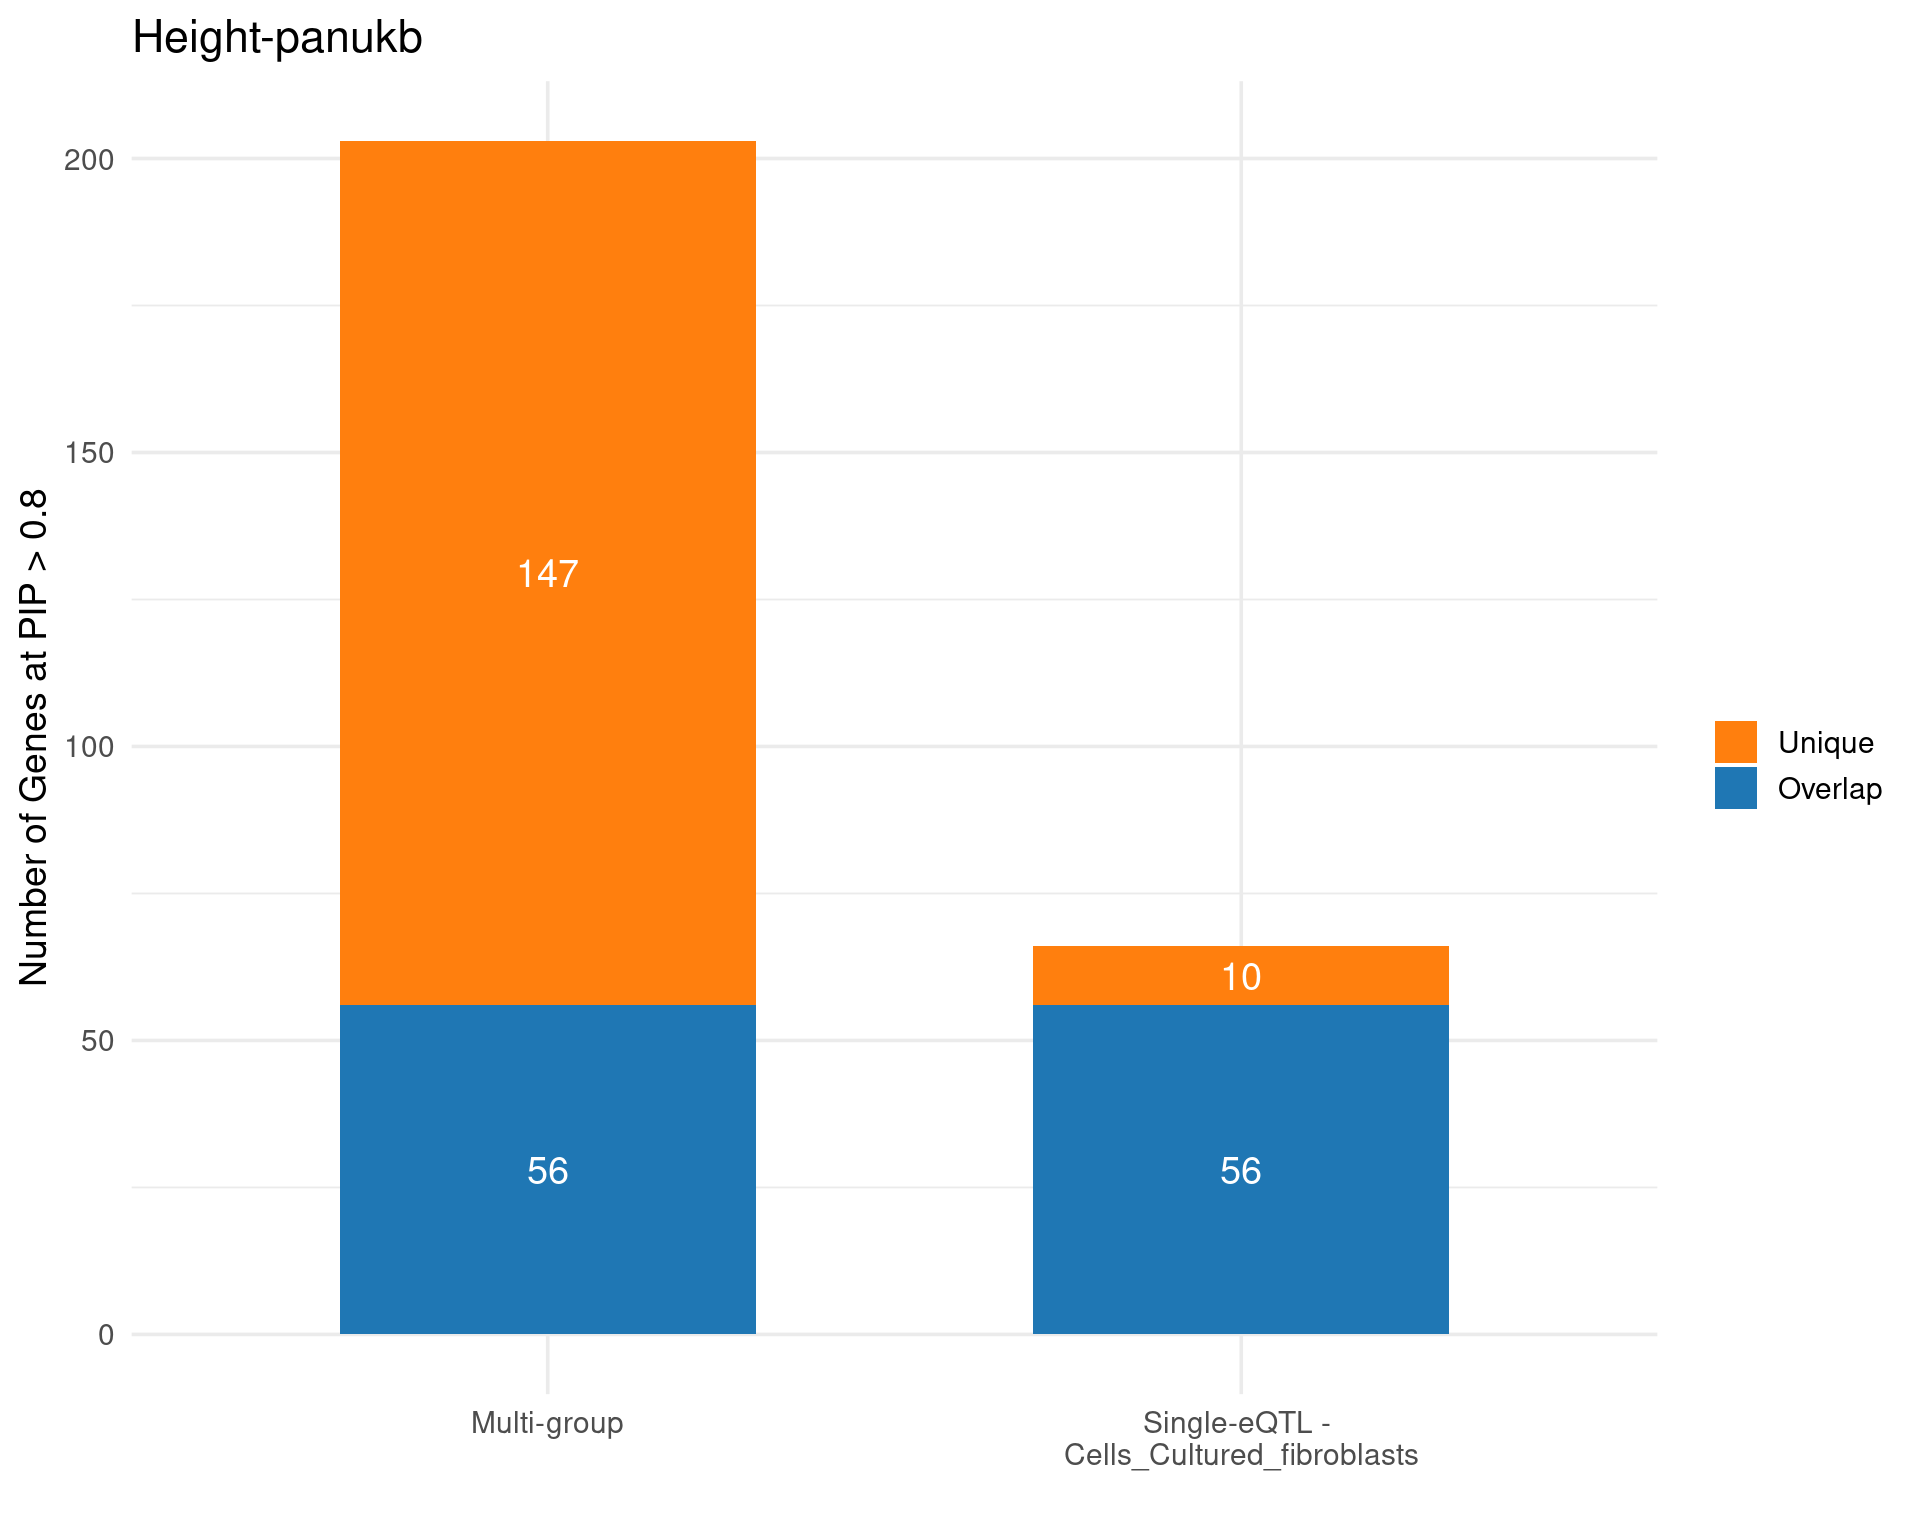 Height-panukb
Number of Genes at PIP > 0.8
200
150
100
50
0
147
56
10
56
Multi-group
Single-eQTL -
Cells_Cultured_fibroblasts
Unique
Overlap